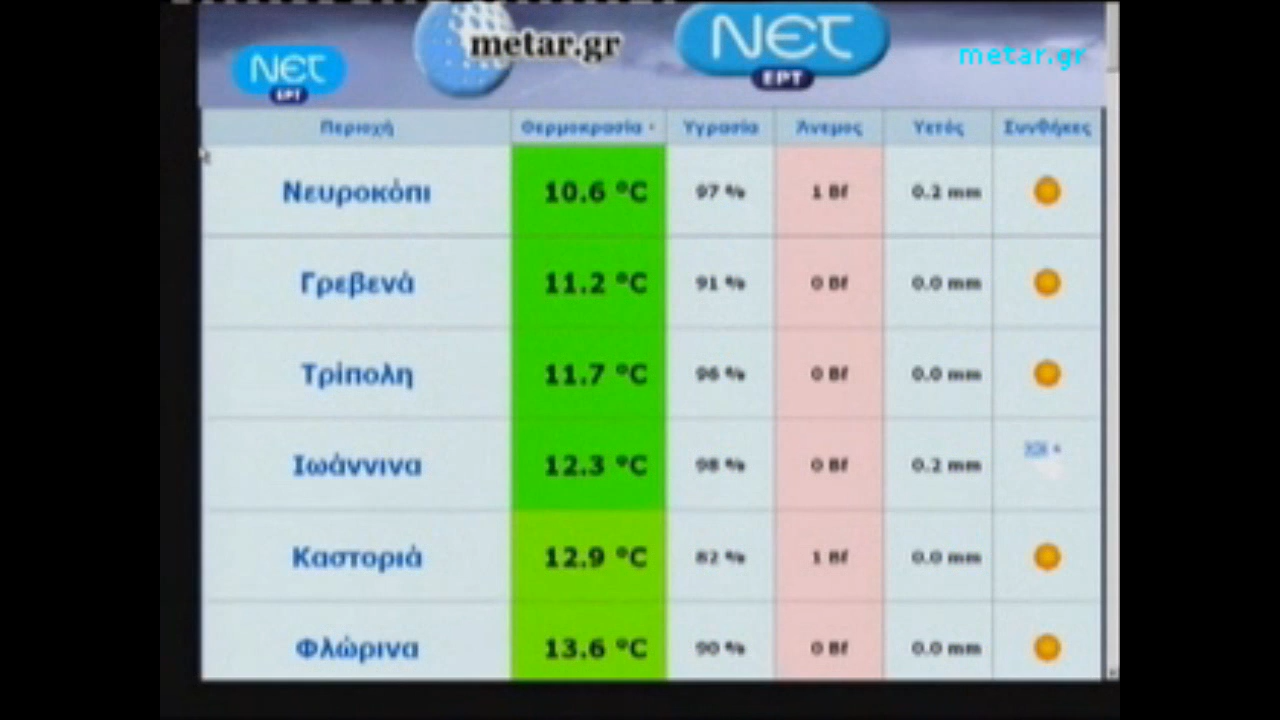 metar.gr
ΝΕΤ
ΕΡΤ
ΝΕΤ
ΕΡΤ
metar.gr
Περιοχή Θερμοκρασία Υγρασία Άνεμος Υετός Συνθήκες
Νευροκόπι 10.6 °C 97 % 1 Bf 0.2 mm
Γρεβενά 11.2 °C 91 % 0 Bf 0.0 mm
Τρίπολη 11.7 °C 96 % 0 Bf 0.0 mm
Ιωάννινα 12.3 °C 98 % 0 Bf 0.2 mm
Καστοριά 12.9 °C 82 % 1 Bf 0.0 mm
Φλώρινα 13.6 °C 90 % 0 Bf 0.0 mm